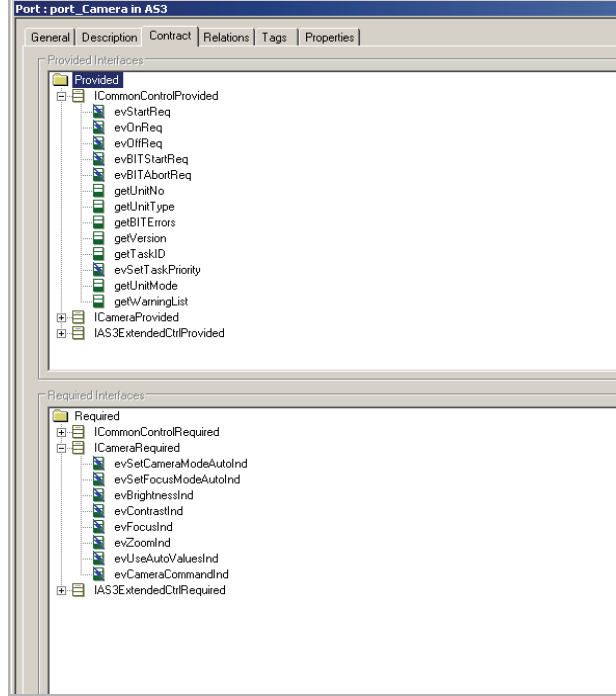 Port : port_Camera in AS3
General Description Contract Relations Tags Properties
Provided Interfaces
Provided
ICommonControlProvided
evStartReq
evOnReq
evOffReq
evBITStartReq
evBITAbortReq
getUnitNo
getUnitType
getBITErrors
getVersion
getTaskID
evSetTaskPriority
getUnitMode
getWarningList
ICameraProvided
IAS3ExtendedCtrlProvided
Required Interfaces
Required
ICommonControlRequired
ICameraRequired
evSetCameraModeAutoInd
evSetFocusModeAutoInd
evBrightnessInd
evContrastInd
evFocusInd
evZoomInd
evUseAutoValuesInd
evCameraCommandInd
IAS3ExtendedCtrlRequired